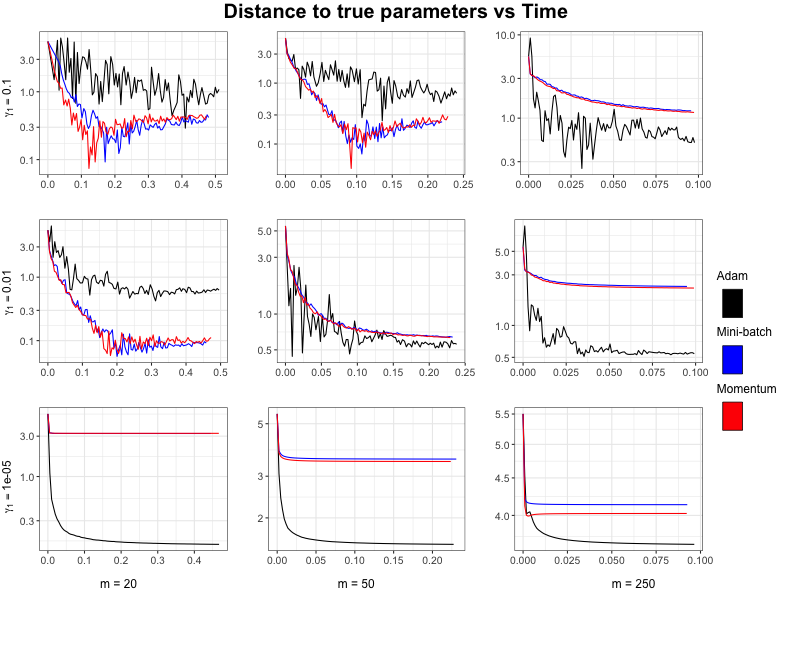 Distance to true parameters vs Time
γ₁ = 0.1
3.0
1.0
0.3
0.1
0.0 0.1 0.2 0.3 0.4 0.5
3.0
1.0
0.3
0.1
0.00 0.05 0.10 0.15 0.20 0.25
10.0
3.0
1.0
0.3
0.000 0.025 0.050 0.075 0.100
γ₁ = 0.01
3.0
1.0
0.3
0.1
0.0 0.1 0.2 0.3 0.4 0.5
5.0
3.0
1.0
0.5
0.00 0.05 0.10 0.15 0.20 0.25
5.0
3.0
1.0
0.5
0.000 0.025 0.050 0.075 0.100
Adam
Mini-batch
Momentum
γ₁ = 1e-05
3.0
1.0
0.3
0.0 0.1 0.2 0.3 0.4
5
3
2
0.00 0.05 0.10 0.15 0.20
5.5
5.0
4.5
4.0
0.000 0.025 0.050 0.075 0.100
m = 20
m = 50
m = 250